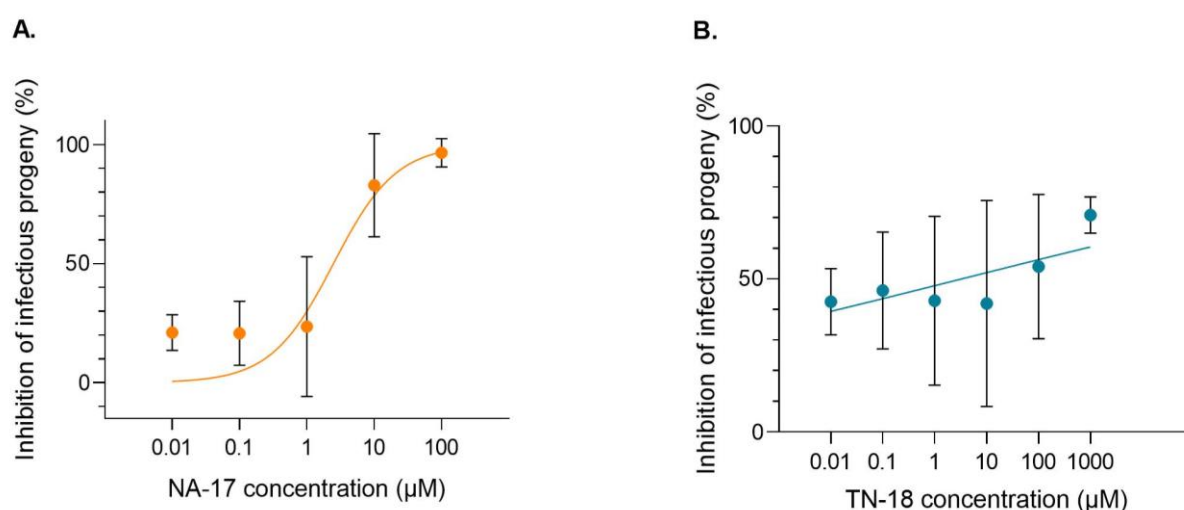 A.
Inhibition of infectious progeny (%)
100
50
0
0.01 0.1 1 10 100
NA-17 concentration (µM)
B.
Inhibition of infectious progeny (%)
100
50
0
0.01 0.1 1 10 100 1000
TN-18 concentration (µM)